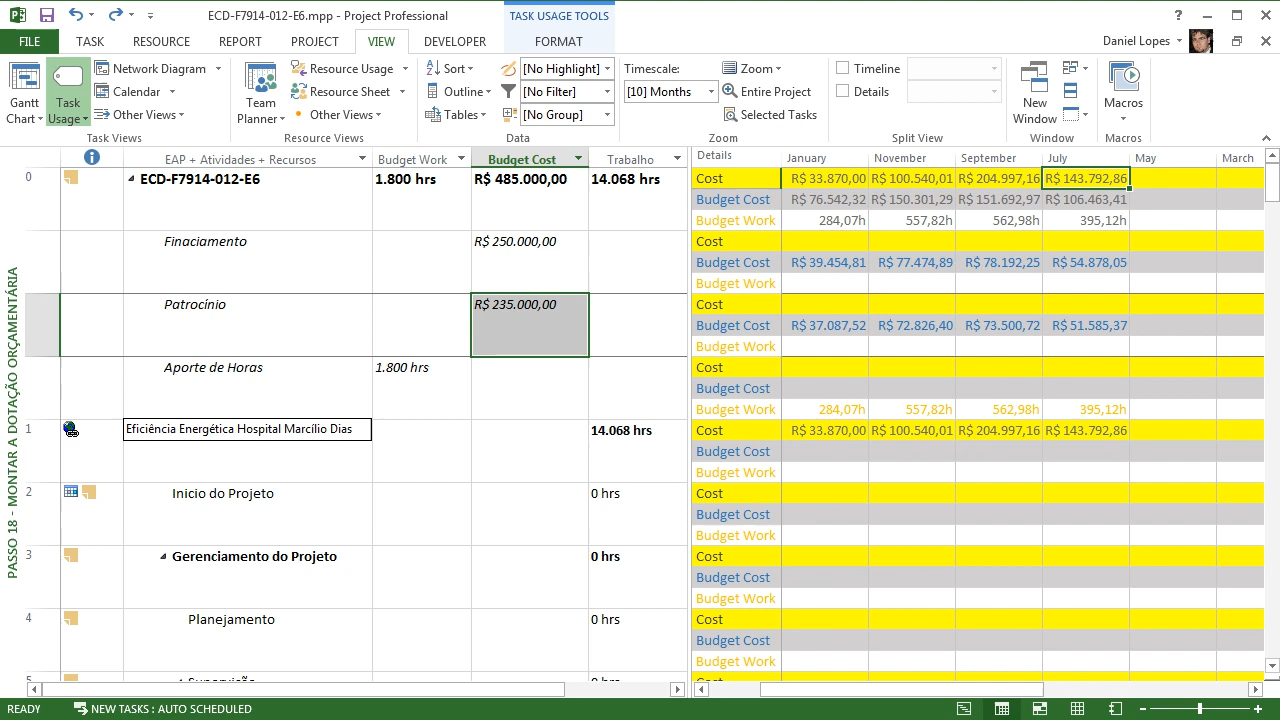 ECD-F7914-012-E6.mpp - Project Professional
TASK USAGE TOOLS
FILE TASK RESOURCE REPORT PROJECT VIEW DEVELOPER FORMAT
Daniel Lopes
Gantt Chart
Task Usage
Network Diagram
Calendar
Other Views
Task Views
Team Planner
Resource Usage
Resource Sheet
Other Views
Resource Views
Sort
Outline
Tables
[No Highlight]
[No Filter]
[No Group]
Data
Timescale:
[10] Months
Zoom
Entire Project
Selected Tasks
Zoom
Timeline
Details
Split View
New Window
Window
Macros
Macros
EAP + Atividades + Recursos Budget Work Budget Cost Trabalho Details January November September July May March
0 ECD-F7914-012-E6 1.800 hrs R$ 485.000,00 14.068 hrs Cost R$ 33.870,00 R$ 100.540,01 R$ 204.997,16 R$ 143.792,86
Budget Cost R$ 76.542,32 R$ 150.301,29 R$ 151.692,97 R$ 106.463,41
Budget Work 284,07h 557,82h 562,98h 395,12h
Finaciamento R$ 250.000,00 Cost
Budget Cost R$ 39.454,81 R$ 77.474,89 R$ 78.192,25 R$ 54.878,05
Budget Work
Patrocínio R$ 235.000,00 Cost
Budget Cost R$ 37.087,52 R$ 72.826,40 R$ 73.500,72 R$ 51.585,37
Budget Work
Aporte de Horas 1.800 hrs Cost
Budget Cost
Budget Work 284,07h 557,82h 562,98h 395,12h
1 Eficiência Energética Hospital Marcílio Dias 14.068 hrs Cost R$ 33.870,00 R$ 100.540,01 R$ 204.997,16 R$ 143.792,86
Budget Cost
Budget Work
2 Inicio do Projeto 0 hrs Cost
Budget Cost
Budget Work
3 Gerenciamento do Projeto 0 hrs Cost
Budget Cost
Budget Work
4 Planejamento 0 hrs Cost
Budget Cost
Budget Work
PASSO 18 - MONTAR A DOTAÇÃO ORÇAMENTÁRIA
READY NEW TASKS : AUTO SCHEDULED